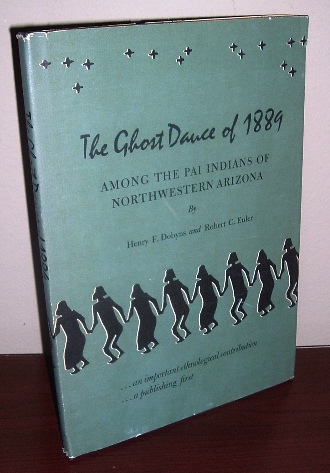 The Ghost Dance of 1889
AMONG THE PAI INDIANS OF
NORTHWESTERN ARIZONA
By
Henry F. Dobyns and Robert C. Euler
...an important ethnological contribution
...a publishing first